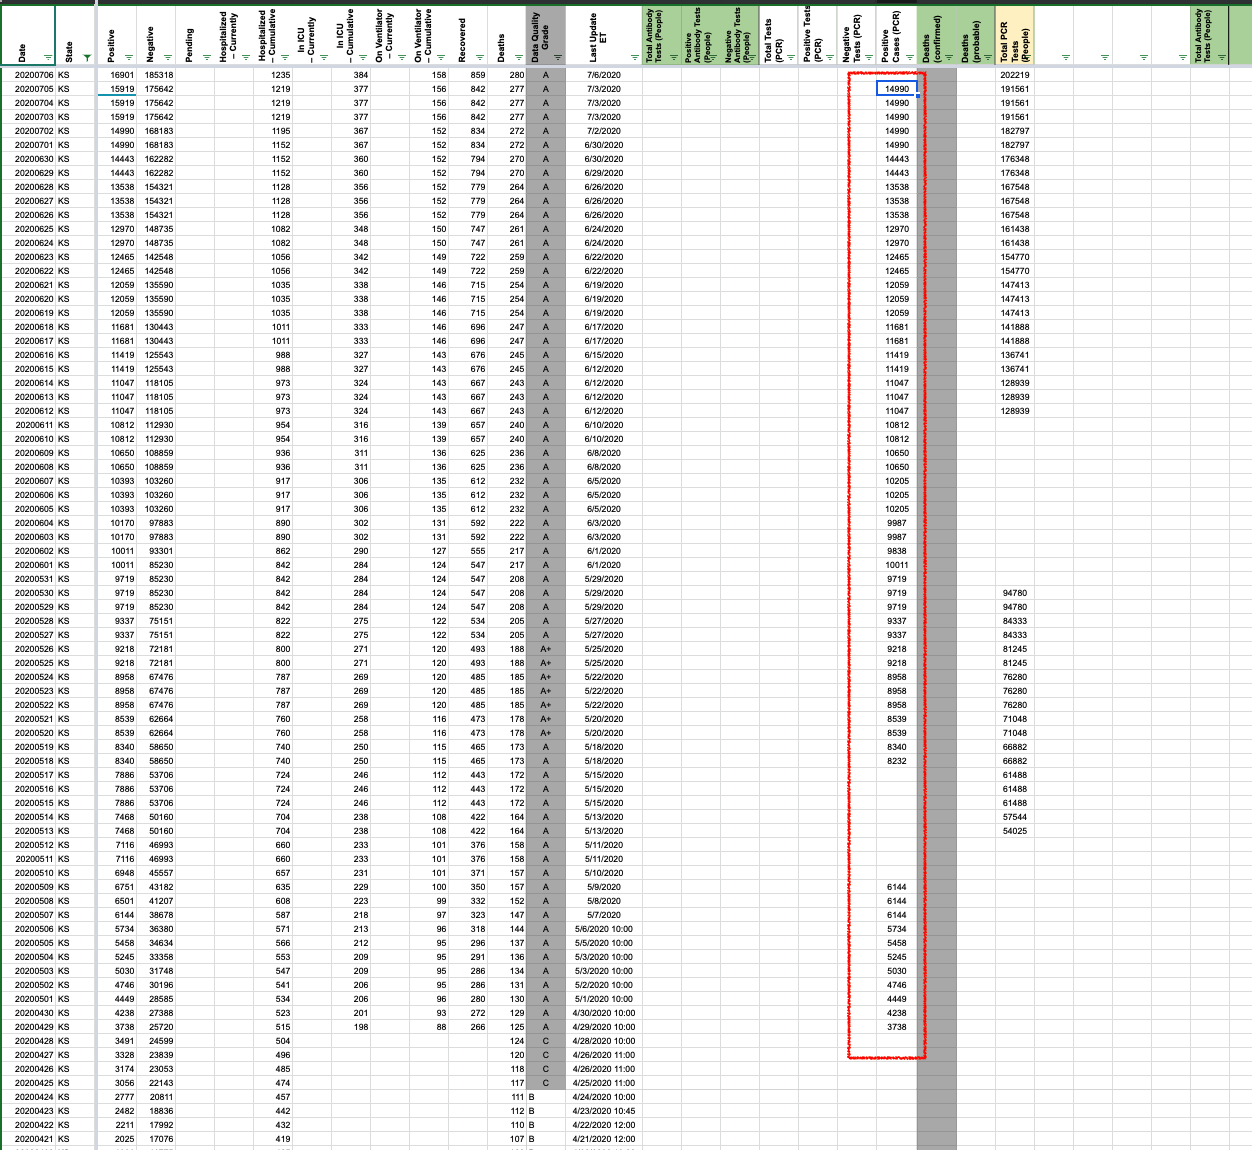 Date State Positive Negative Pending Hospitalized – Currently Hospitalized – Cumulative In ICU – Currently In ICU – Cumulative On Ventilator – Currently On Ventilator – Cumulative Recovered Deaths Data Quality Grade Last Update ET Total Antibody Tests (People) Positive Antibody Tests (People) Negative Antibody Tests (People) Total Tests (PCR) Positive Tests (PCR) Negative Tests (PCR) Positive Cases (PCR) Deaths (confirmed) Deaths (probable) Total PCR Tests (People) Total Antibody Tests (People)
20200706 KS 16901 185318 1235 384 158 859 280 A 7/6/2020 202219
20200705 KS 15919 175642 1219 377 156 842 277 A 7/3/2020 14990 191561
20200704 KS 15919 175642 1219 377 156 842 277 A 7/3/2020 14990 191561
20200703 KS 15919 175642 1219 377 156 842 277 A 7/3/2020 14990 191561
20200702 KS 14990 168183 1195 367 152 834 272 A 7/2/2020 14990 182797
20200701 KS 14990 168183 1152 367 152 834 272 A 6/30/2020 14990 182797
20200630 KS 14443 162282 1152 360 152 794 270 A 6/30/2020 14443 176348
20200629 KS 14443 162282 1152 360 152 794 270 A 6/29/2020 14443 176348
20200628 KS 13538 154321 1128 356 152 779 264 A 6/26/2020 13538 167548
20200627 KS 13538 154321 1128 356 152 779 264 A 6/26/2020 13538 167548
20200626 KS 13538 154321 1128 356 152 779 264 A 6/26/2020 13538 167548
20200625 KS 12970 148735 1082 348 150 747 261 A 6/24/2020 12970 161438
20200624 KS 12970 148735 1082 348 150 747 261 A 6/24/2020 12970 161438
20200623 KS 12465 142548 1056 342 149 722 259 A 6/22/2020 12465 154770
20200622 KS 12465 142548 1056 342 149 722 259 A 6/22/2020 12465 154770
20200621 KS 12059 135590 1035 338 146 715 254 A 6/19/2020 12059 147413
20200620 KS 12059 135590 1035 338 146 715 254 A 6/19/2020 12059 147413
20200619 KS 12059 135590 1035 338 146 715 254 A 6/19/2020 12059 147413
20200618 KS 11681 130443 1011 333 146 696 247 A 6/17/2020 11681 141888
20200617 KS 11681 130443 1011 333 146 696 247 A 6/17/2020 11681 141888
20200616 KS 11419 125543 988 327 143 676 245 A 6/15/2020 11419 136741
20200615 KS 11419 125543 988 327 143 676 245 A 6/12/2020 11419 136741
20200614 KS 11047 118105 973 324 143 667 243 A 6/12/2020 11047 128939
20200613 KS 11047 118105 973 324 143 667 243 A 6/12/2020 11047 128939
20200612 KS 11047 118105 973 324 143 667 243 A 6/12/2020 11047 128939
20200611 KS 10812 112930 954 316 139 657 240 A 6/10/2020 10812
20200610 KS 10812 112930 954 316 139 657 240 A 6/10/2020 10812
20200609 KS 10650 108859 936 311 136 625 236 A 6/8/2020 10650
20200608 KS 10650 108859 936 311 136 625 236 A 6/8/2020 10650
20200607 KS 10393 103260 917 306 135 612 232 A 6/5/2020 10205
20200606 KS 10393 103260 917 306 135 612 232 A 6/5/2020 10205
20200605 KS 10393 103260 917 306 135 612 232 A 6/5/2020 10205
20200604 KS 10170 97883 890 302 131 592 222 A 6/3/2020 9987
20200603 KS 10170 97883 890 302 131 592 222 A 6/3/2020 9987
20200602 KS 10011 93301 862 290 127 555 217 A 6/1/2020 9838
20200601 KS 10011 85230 842 284 124 547 217 A 6/1/2020 10011
20200531 KS 9719 85230 842 284 124 547 208 A 5/29/2020 9719
20200530 KS 9719 85230 842 284 124 547 208 A 5/29/2020 9719 94780
20200529 KS 9719 85230 842 284 124 547 208 A 5/29/2020 9719 94780
20200528 KS 9337 75151 822 275 122 534 205 A 5/27/2020 9337 84333
20200527 KS 9337 75151 822 275 122 534 205 A 5/27/2020 9337 84333
20200526 KS 9218 72181 800 271 120 493 188 A+ 5/25/2020 9218 81245
20200525 KS 9218 72181 800 271 120 493 188 A+ 5/25/2020 9218 81245
20200524 KS 8958 67476 787 269 120 485 185 A+ 5/22/2020 8958 76280
20200523 KS 8958 67476 787 269 120 485 185 A+ 5/22/2020 8958 76280
20200522 KS 8958 67476 787 269 120 485 185 A+ 5/22/2020 8958 76280
20200521 KS 8539 62664 760 258 116 473 178 A+ 5/20/2020 8539 71048
20200520 KS 8539 62664 760 258 116 473 178 A+ 5/20/2020 8539 71048
20200519 KS 8340 58650 740 250 115 465 173 A 5/18/2020 8340 66882
20200518 KS 8340 58650 740 250 115 465 173 A 5/18/2020 8232 66882
20200517 KS 7886 53706 724 246 112 443 172 A 5/15/2020 61488
20200516 KS 7886 53706 724 246 112 443 172 A 5/15/2020 61488
20200515 KS 7886 53706 724 246 112 443 172 A 5/15/2020 61488
20200514 KS 7468 50160 704 238 108 422 164 A 5/13/2020 57544
20200513 KS 7468 50160 704 238 108 422 164 A 5/13/2020 54025
20200512 KS 7116 46993 660 233 101 376 158 A 5/11/2020
20200511 KS 7116 46993 660 233 101 376 158 A 5/11/2020
20200510 KS 6948 45557 657 231 101 371 157 A 5/10/2020
20200509 KS 6751 43182 635 229 100 350 157 A 5/9/2020 6144
20200508 KS 6501 41207 608 223 99 332 152 A 5/8/2020 6144
20200507 KS 6144 38678 587 218 97 323 147 A 5/7/2020 6144
20200506 KS 5734 36380 571 213 96 318 144 A 5/6/2020 10:00 5734
20200505 KS 5458 34634 566 212 95 296 137 A 5/5/2020 10:00 5458
20200504 KS 5245 33358 553 209 95 291 136 A 5/3/2020 10:00 5245
20200503 KS 5030 31748 547 209 95 286 134 A 5/3/2020 10:00 5030
20200502 KS 4746 30196 541 206 95 286 131 A 5/2/2020 10:00 4746
20200501 KS 4449 28585 534 206 96 280 130 A 5/1/2020 10:00 4449
20200430 KS 4238 27388 523 201 93 272 129 A 4/30/2020 10:00 4238
20200429 KS 3738 25720 515 198 88 266 125 A 4/29/2020 10:00 3738
20200428 KS 3491 24599 504 124 C 4/28/2020 10:00
20200427 KS 3328 23839 496 120 C 4/26/2020 11:00
20200426 KS 3174 23053 485 118 C 4/26/2020 11:00
20200425 KS 3056 22143 474 117 C 4/25/2020 11:00
20200424 KS 2777 20811 457 111 B 4/24/2020 10:00
20200423 KS 2482 18836 442 112 B 4/23/2020 10:45
20200422 KS 2211 17992 432 110 B 4/22/2020 12:00
20200421 KS 2025 17076 419 107 B 4/21/2020 12:00